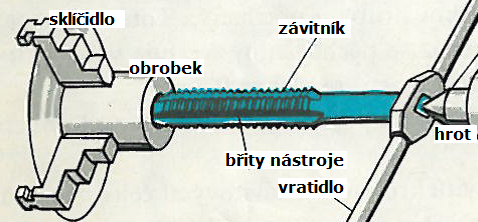 sklíčidlo
závitník
obrobek
hrot
břity nástroje
vratidlo